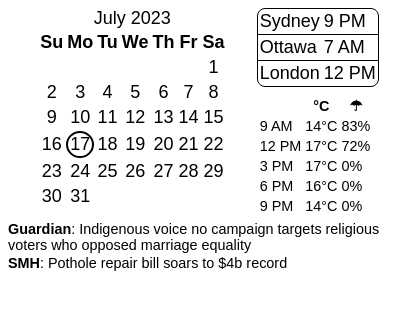 July 2023
Su Mo Tu We Th Fr Sa
1
2 3 4 5 6 7 8
9 10 11 12 13 14 15
16 17 18 19 20 21 22
23 24 25 26 27 28 29
30 31
Sydney 9 PM
Ottawa 7 AM
London 12 PM
°C ☂
9 AM 14°C 83%
12 PM 17°C 72%
3 PM 17°C 0%
6 PM 16°C 0%
9 PM 14°C 0%
Guardian: Indigenous voice no campaign targets religious
voters who opposed marriage equality
SMH: Pothole repair bill soars to $4b record